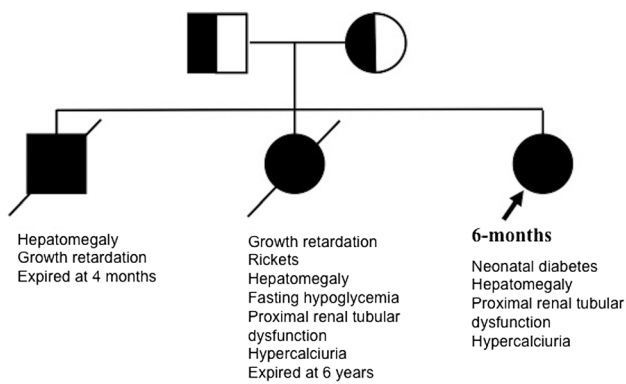 Hepatomegaly
Growth retardation
Expired at 4 months
Growth retardation
Rickets
Hepatomegaly
Fasting hypoglycemia
Proximal renal tubular
dysfunction
Hypercalciuria
Expired at 6 years
6-months
Neonatal diabetes
Hepatomegaly
Proximal renal tubular
dysfunction
Hypercalciuria